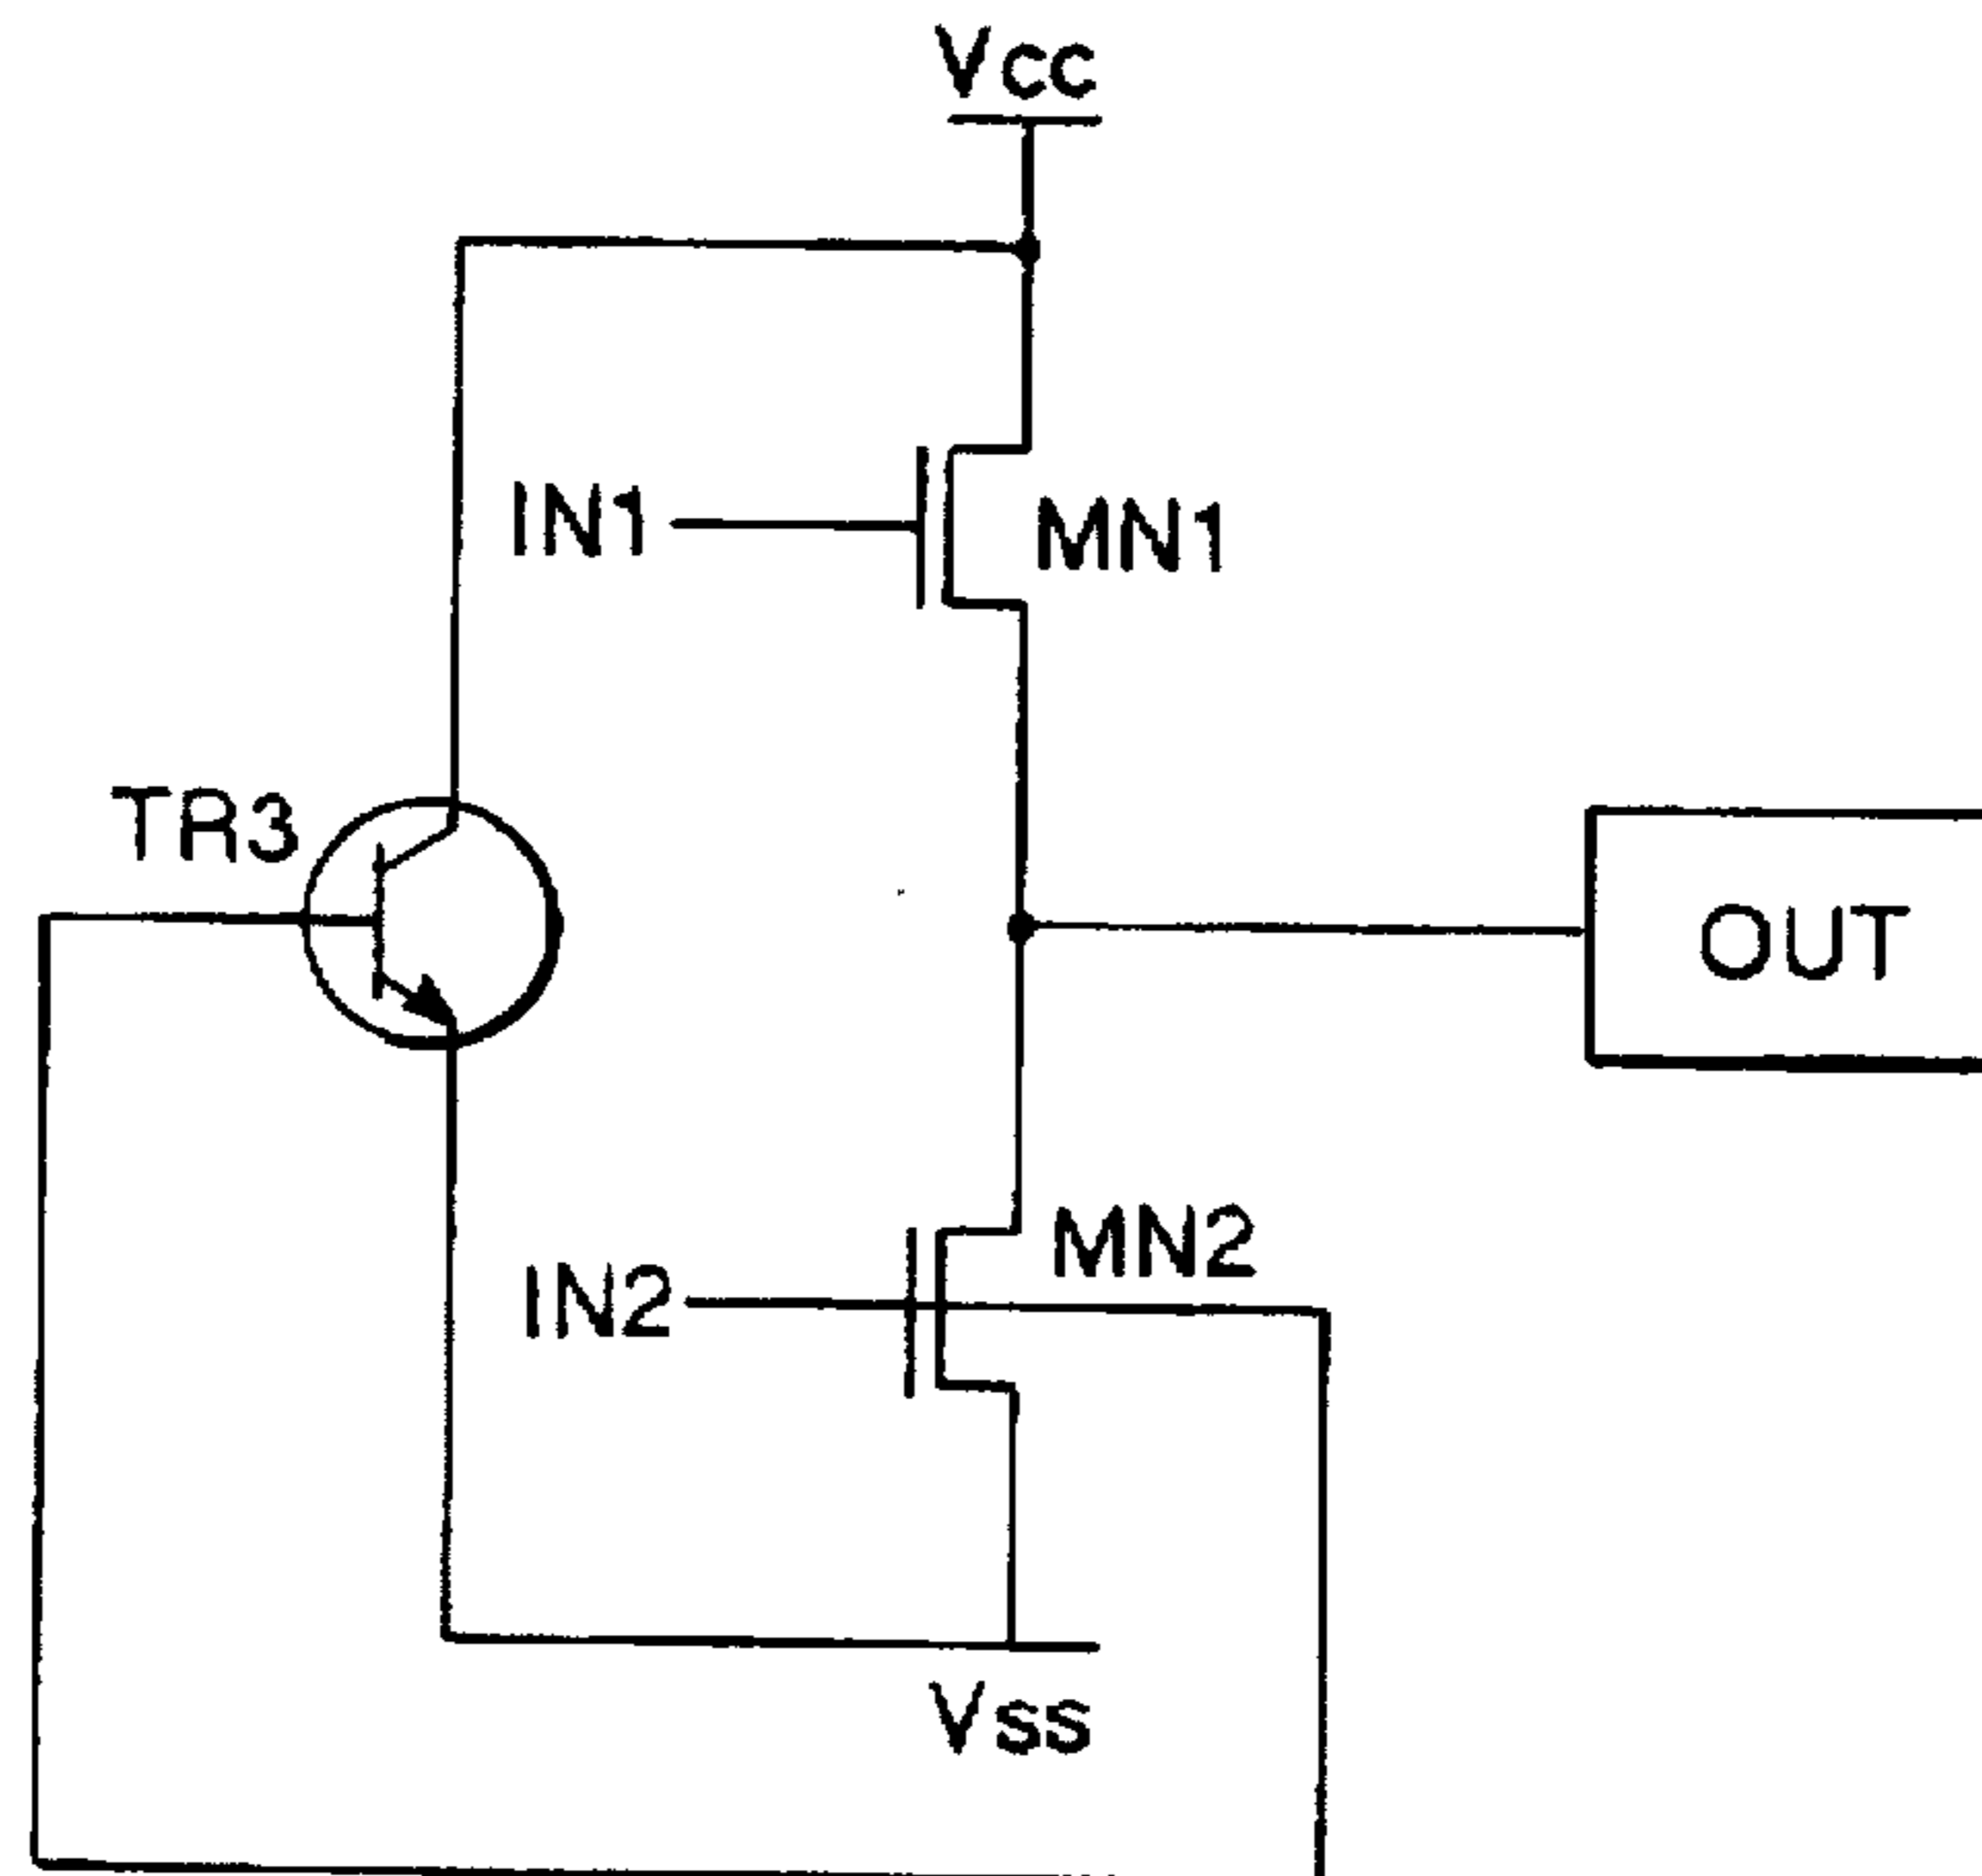 Vcc
IN1
MN1
TR3
OUT
MN2
IN2
Vss